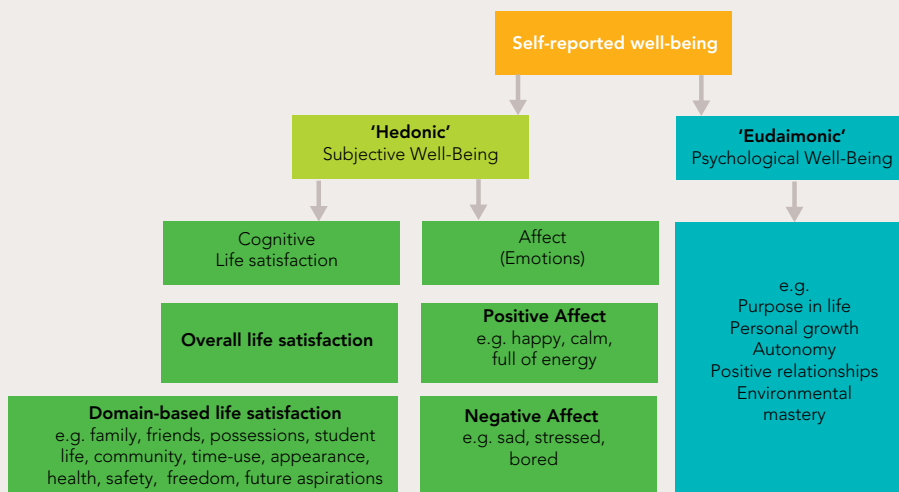 Self-reported well-being
‘Hedonic’
Subjective Well-Being
‘Eudaimonic’
Psychological Well-Being
Cognitive
Life satisfaction
Affect
(Emotions)
Overall life satisfaction
Positive Affect
e.g. happy, calm,
full of energy
Domain-based life satisfaction
e.g. family, friends, possessions, student
life, community, time-use, appearance,
health, safety, freedom, future aspirations
Negative Affect
e.g. sad, stressed,
bored
e.g.
Purpose in life
Personal growth
Autonomy
Positive relationships
Environmental
mastery